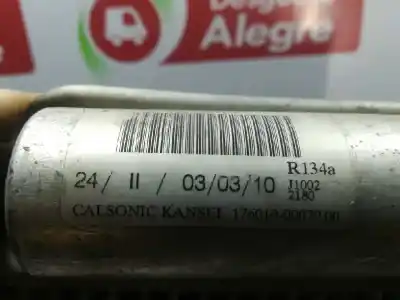 Alegre
R134a
24/ II / 03/03/10
J1002
2180
CALSONIC KANSEI